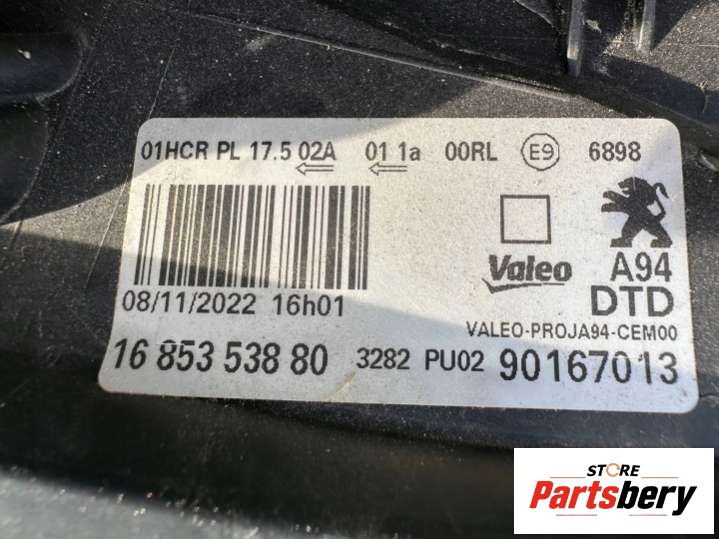 01HCR PL 17.5 02A 01 1a 00RL E9 6898
Valeo A94
08/11/2022 16h01 DTD
VALEO-PROJA94-CEM00
16 853 538 80 3282 PU02 90167013
STORE
Partsbery